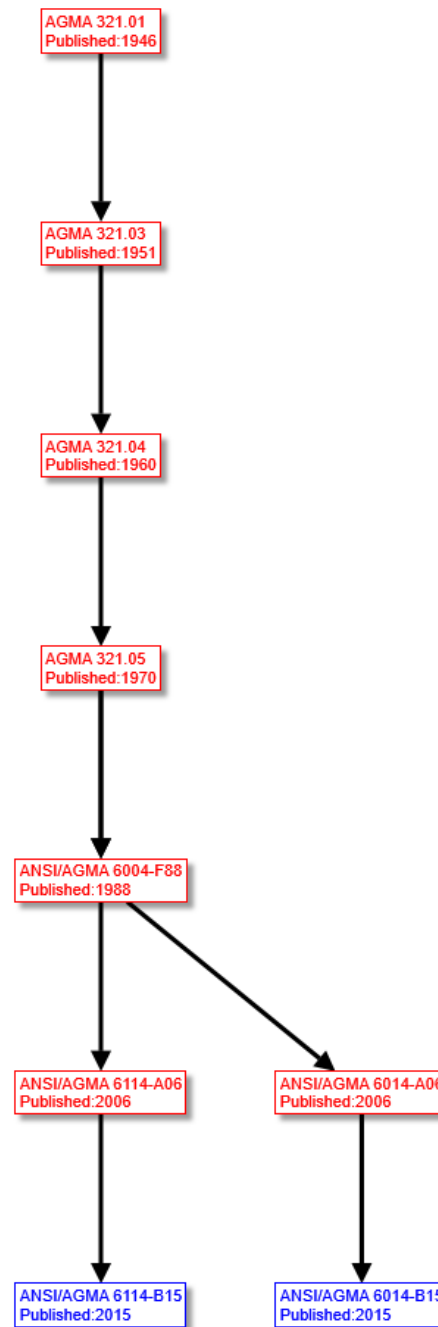 AGMA 321.01
Published:1946
AGMA 321.03
Published:1951
AGMA 321.04
Published:1960
AGMA 321.05
Published:1970
ANSI/AGMA 6004-F88
Published:1988
ANSI/AGMA 6114-A06
Published:2006
ANSI/AGMA 6014-A06
Published:2006
ANSI/AGMA 6114-B15
Published:2015
ANSI/AGMA 6014-B15
Published:2015